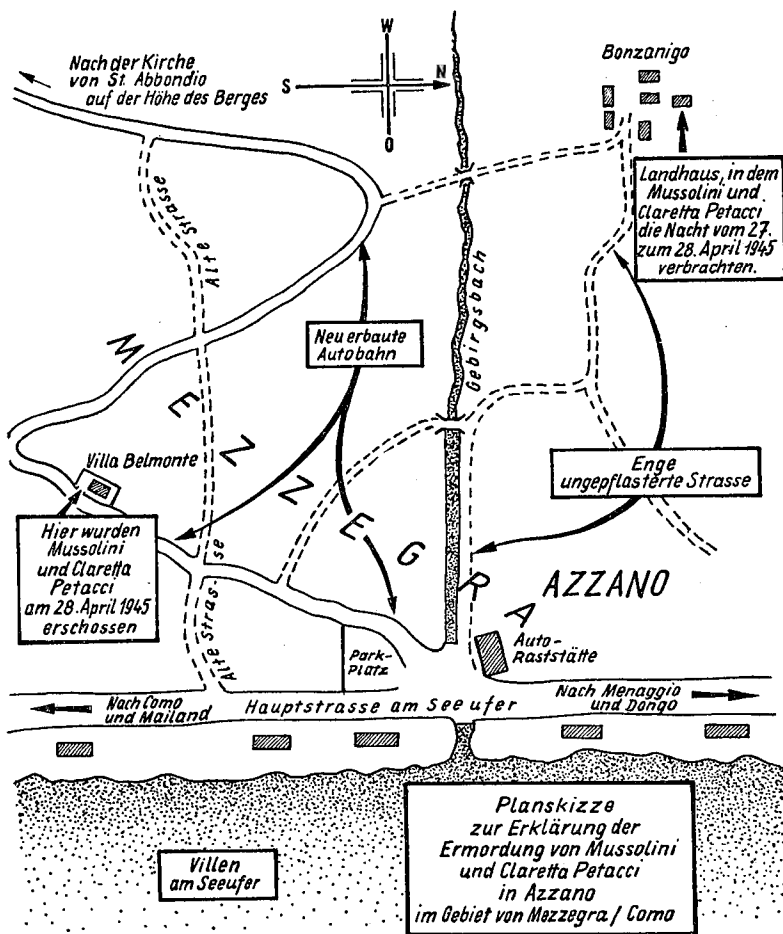 Nach der Kirche
von St. Abbondio
auf der Höhe des Berges
W
S
N
O
Bonzanigo
Landhaus, in dem
Mussolini und
Claretta Petacci
die Nacht vom 27.
zum 28. April 1945
verbrachten.
Alte Strasse
Gebirgsbach
Neu erbaute
Autobahn
MEZZEGRA
Villa Belmonte
Enge
ungepflasterte Strasse
Hier wurden
Mussolini
und Claretta
Petacci
am 28. April 1945
erschossen
Alte Stras-
se
AZZANO
Auto-
Raststätte
Park-
Platz
Nach Como
und Mailand
Hauptstrasse am Seeufer
Nach Menaggio
und Dongo
Villen
am Seeufer
Planskizze
zur Erklärung der
Ermordung von Mussolini
und Claretta Petacci
in Azzano
im Gebiet von Mezzegra / Como